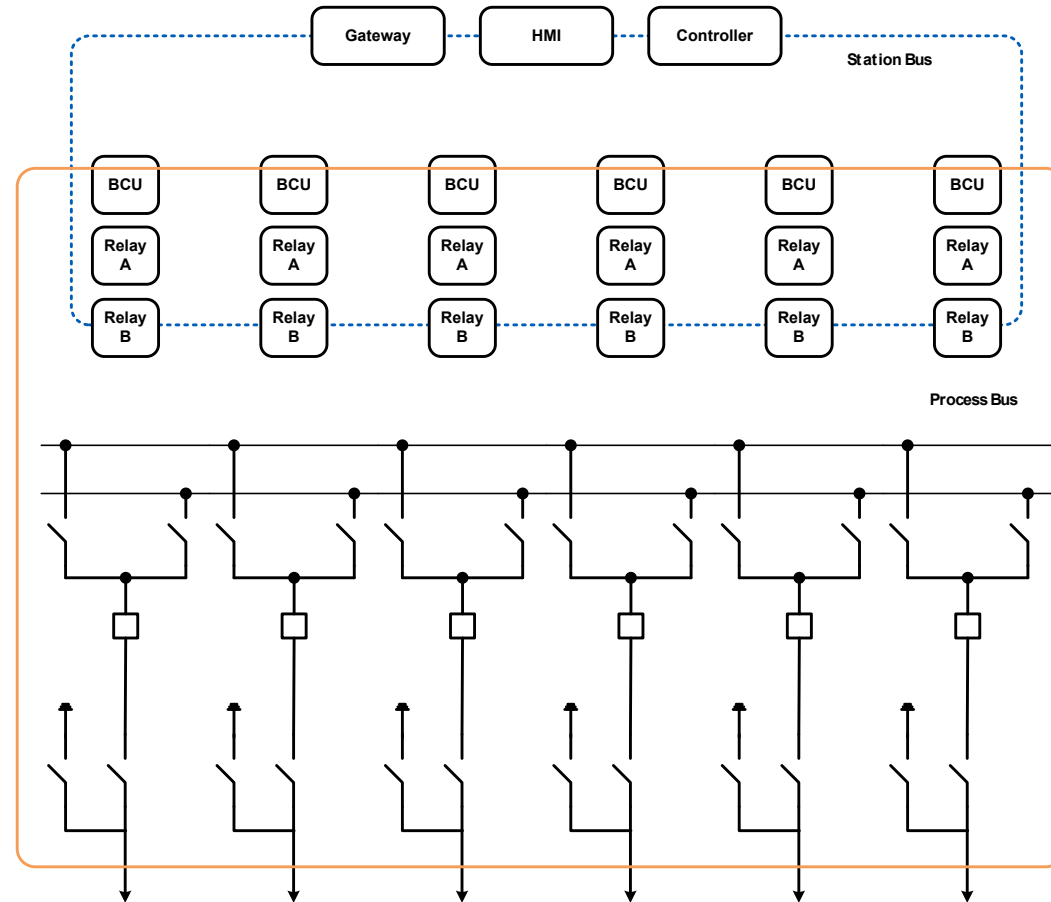 Gateway
HMI
Controller
Station Bus
BCU
BCU
BCU
BCU
BCU
BCU
Relay
A
Relay
A
Relay
A
Relay
A
Relay
A
Relay
A
Relay
B
Relay
B
Relay
B
Relay
B
Relay
B
Relay
B
Process Bus